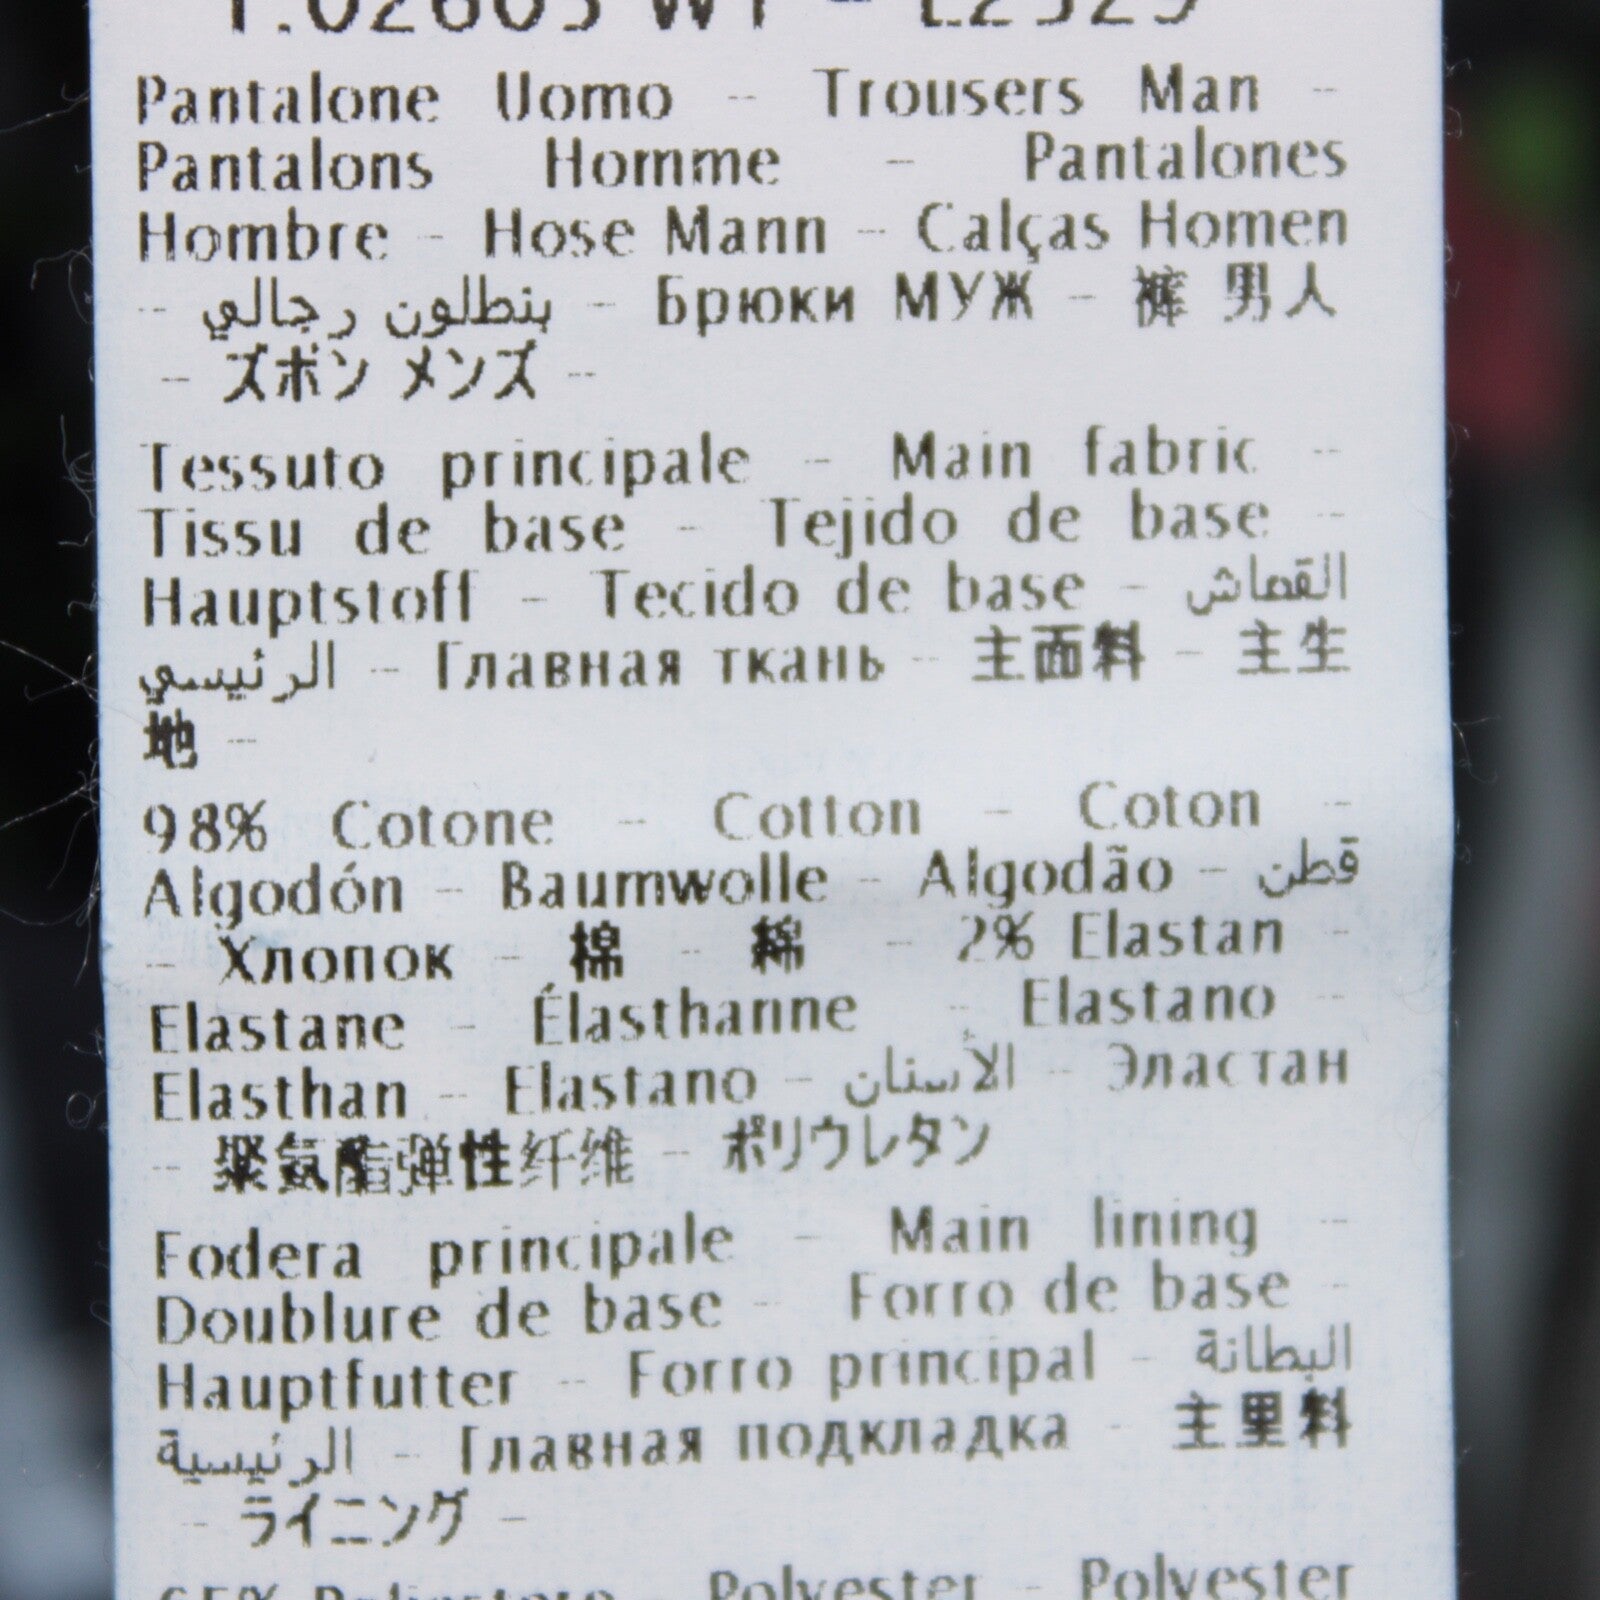 Pantalone Uomo - Trousers Man -
Pantalons Homme - Pantalones
Hombre - Hose Mann - Calças Homen
- بنطلون رجالي - Брюки МУЖ - 裤 男人
- ズボン メンズ -
Tessuto principale - Main fabric -
Tissu de base - Tejido de base -
Hauptstoff - Tecido de base - القماش
الرئيسي - Главная ткань - 主面料 - 主生
地 -
98% Cotone - Cotton - Coton -
Algodón - Baumwolle - Algodão - قطن
- Хлопок - 棉 - 綿 - 2% Elastan -
Elastane - Élasthanne - Elastano -
Elasthan - Elastano - الأستان - Эластан
- 聚氨酯弹性纤维 - ポリウレタン
Fodera principale - Main lining -
Doublure de base - Forro de base -
Hauptfutter - Forro principal - البطانة
الرئيسية - Главная подкладка - 主里料
- ライニング -
65% Poliestere - Polyester - Polyester